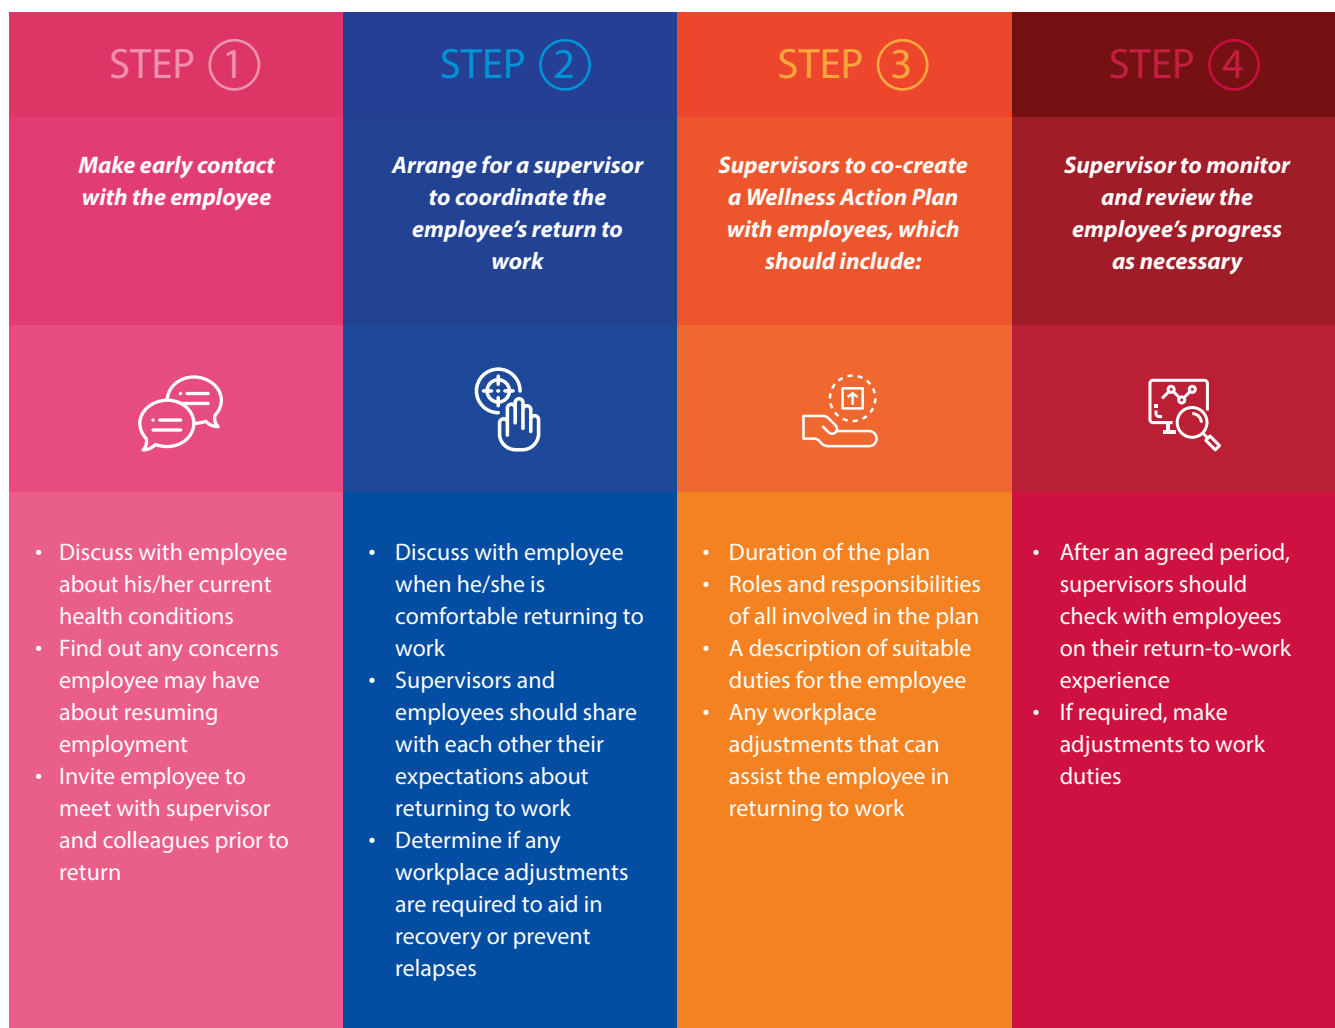 STEP 1
Make early contact
with the employee
• Discuss with employee
about his/her current
health conditions
• Find out any concerns
employee may have
about resuming
employment
• Invite employee to
meet with supervisor
and colleagues prior to
return
STEP 2
Arrange for a supervisor
to coordinate the
employee's return to
work
• Discuss with employee
when he/she is
comfortable returning to
work
• Supervisors and
employees should share
with each other their
expectations about
returning to work
• Determine if any
workplace adjustments
are required to aid in
recovery or prevent
relapses
STEP 3
Supervisors to co-create
a Wellness Action Plan
with employees, which
should include:
• Duration of the plan
• Roles and responsibilities
of all involved in the plan
• A description of suitable
duties for the employee
• Any workplace
adjustments that can
assist the employee in
returning to work
STEP 4
Supervisor to monitor
and review the
employee's progress
as necessary
• After an agreed period,
supervisors should
check with employees
on their return-to-work
experience
• If required, make
adjustments to work
duties